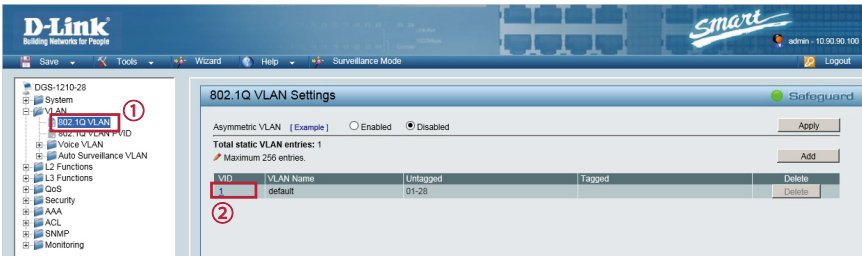 D-Link
Building Networks for People
smart
admin - 10.90.90.100
Save
Tools
Wizard
Help
Surveillance Mode
Logout
DGS-1210-28
System
VLAN
①
802.1Q VLAN
802.1Q VLAN PVID
Voice VLAN
Auto Surveillance VLAN
L2 Functions
L3 Functions
QoS
Security
AAA
ACL
SNMP
Monitoring
802.1Q VLAN Settings
Safeguard
Asymmetric VLAN [ Example ] Enabled Disabled
Apply
Total static VLAN entries: 1
Maximum 256 entries.
Add
VID VLAN Name Untagged Tagged Delete
1 default 01-28 Delete
②